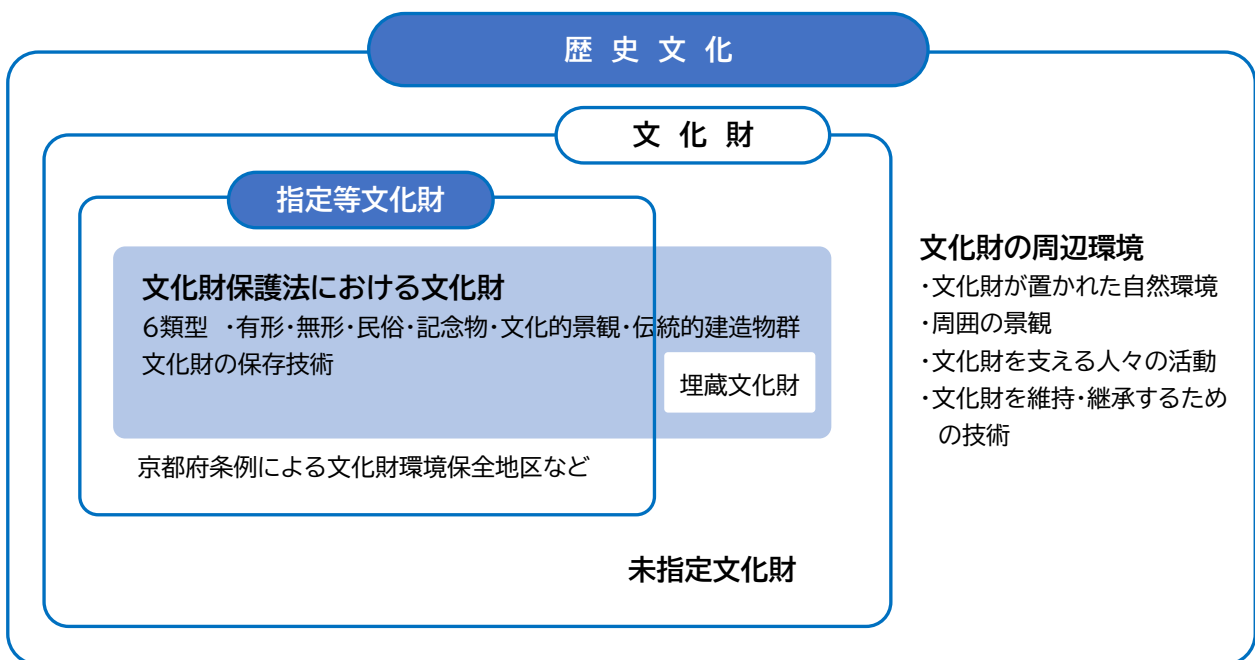 歴史文化
文化財
指定等文化財
文化財保護法における文化財
6類型 ・有形・無形・民俗・記念物・文化的景観・伝統的建造物群
文化財の保存技術
埋蔵文化財
京都府条例による文化財環境保全地区など
未指定文化財
文化財の周辺環境
・文化財が置かれた自然環境
・周囲の景観
・文化財を支える人々の活動
・文化財を維持・継承するため
の技術